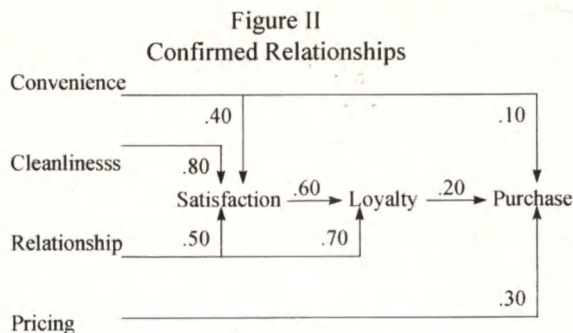 Figure II
Confirmed Relationships
Convenience
.40 .10
Cleanlinesss
.80
Satisfaction .60 Loyalty .20 Purchase
Relationship .50 .70
.30
Pricing